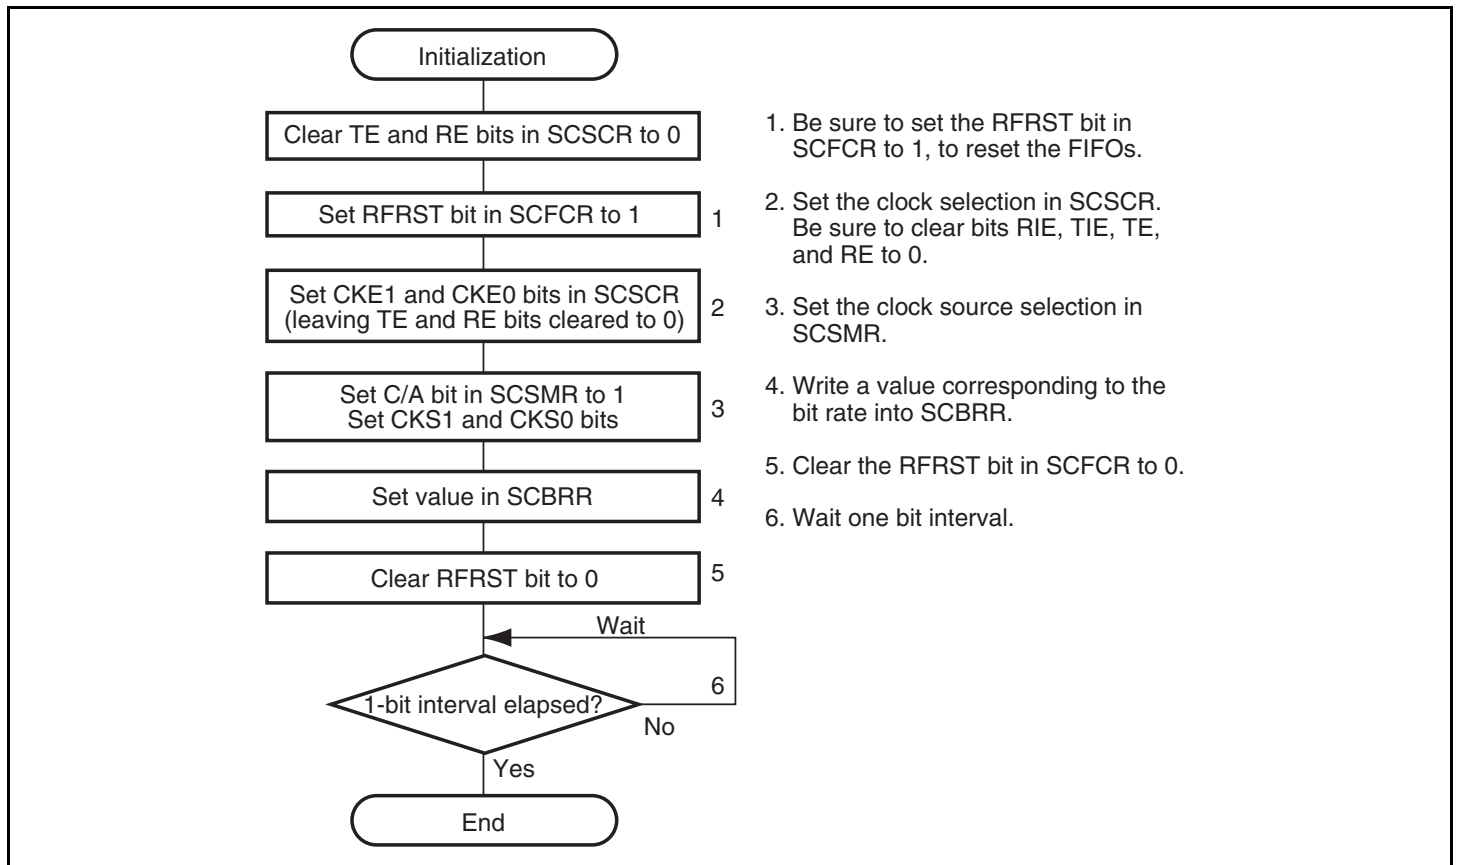 Initialization
Clear TE and RE bits in SCSCR to 0
Set RFRST bit in SCFCR to 1
1
Set CKE1 and CKE0 bits in SCSCR
(leaving TE and RE bits cleared to 0)
2
Set C/A bit in SCSMR to 1
Set CKS1 and CKS0 bits
3
Set value in SCBRR
4
Clear RFRST bit to 0
5
Wait
1-bit interval elapsed?
6
No
Yes
End
1. Be sure to set the RFRST bit in
SCFCR to 1, to reset the FIFOs.
2. Set the clock selection in SCSCR.
Be sure to clear bits RIE, TIE, TE,
and RE to 0.
3. Set the clock source selection in
SCSMR.
4. Write a value corresponding to the
bit rate into SCBRR.
5. Clear the RFRST bit in SCFCR to 0.
6. Wait one bit interval.